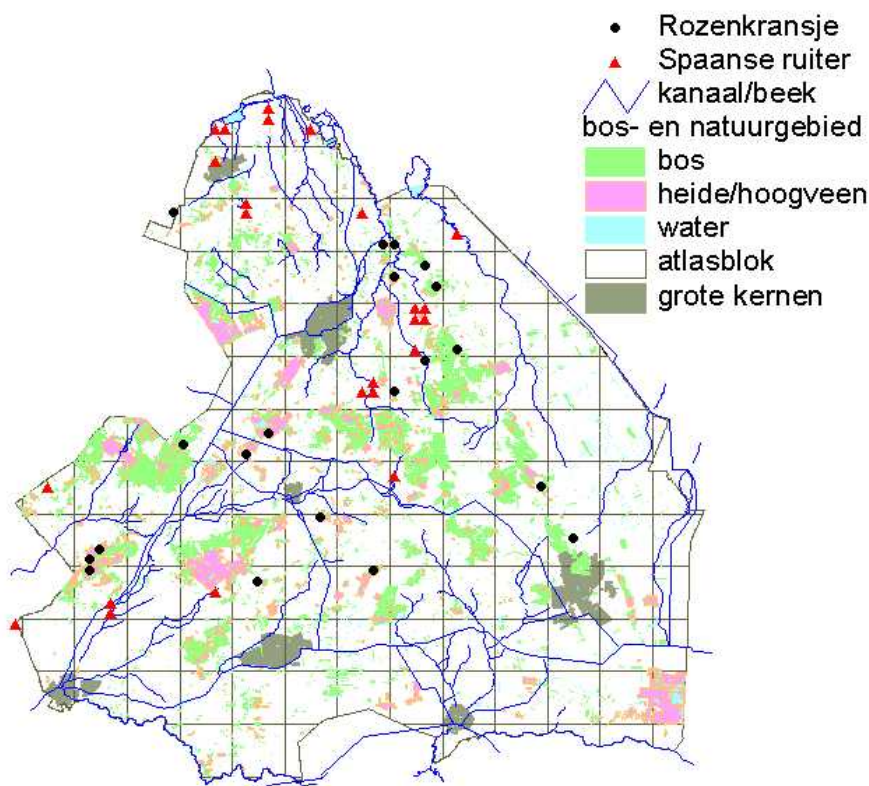 Rozenkransje
Spaanse ruiter
kanaal/beek
bos- en natuurgebied
bos
heide/hoogveen
water
atlasblok
grote kernen